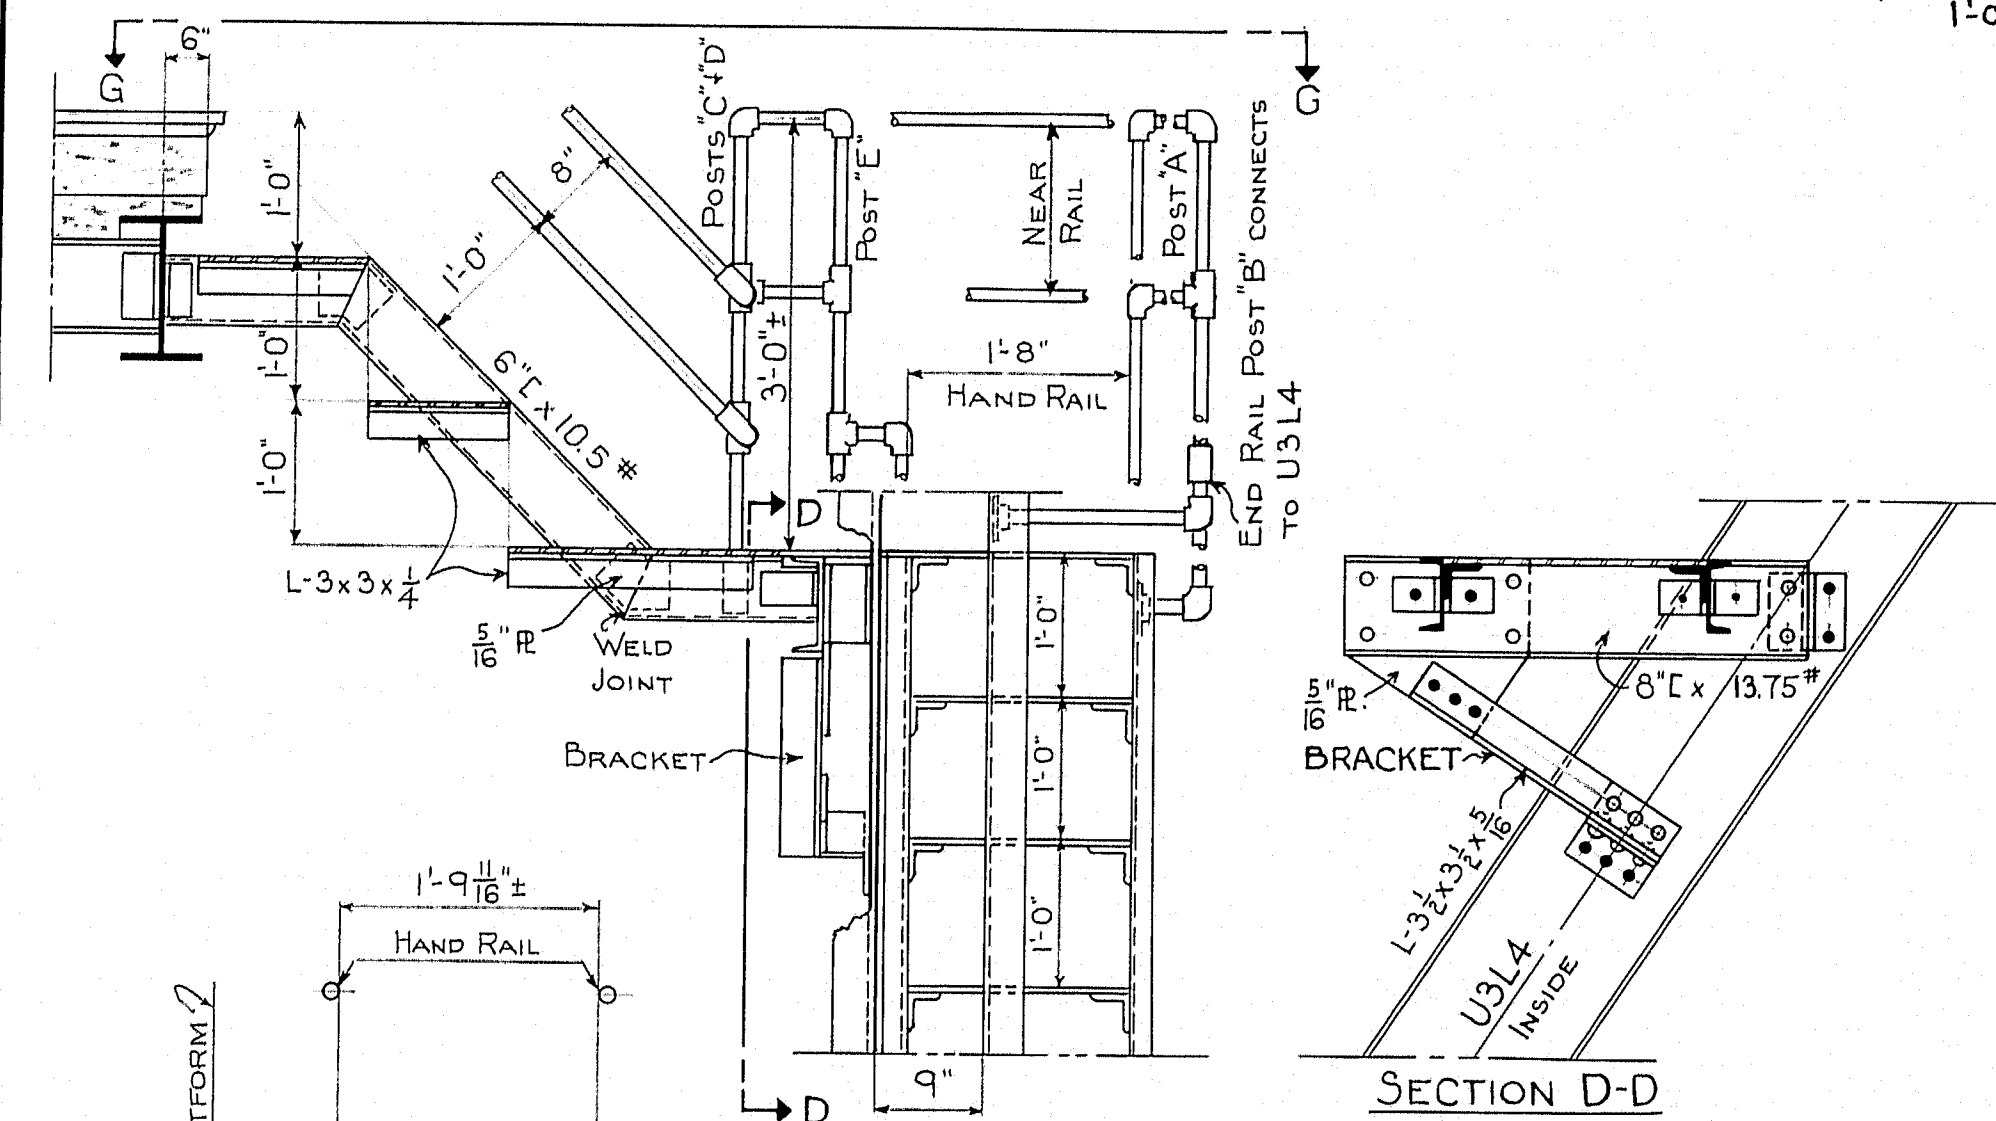 1'-0
6"
G
G
POSTS "C"&"D"
POST "E"
1'-0"
8"
1'-0"
1'-0"
1'-0"
3'-0"±
6"[ x 10.5 #
NEAR
RAIL
POST "A"
END RAIL POST "B" CONNECTS
TO U3L4
1'-8"
HAND RAIL
D
L-3x3x1/4
5/16" PL
WELD
JOINT
BRACKET
1'-0"
1'-0"
1'-0"
9"
D
1'-9 11/16"±
HAND RAIL
TFORM
5/16" PL.
BRACKET
8"[ x 13.75#
L-3 1/2 x 3 1/2 x 5/16
U3L4
INSIDE
SECTION D-D